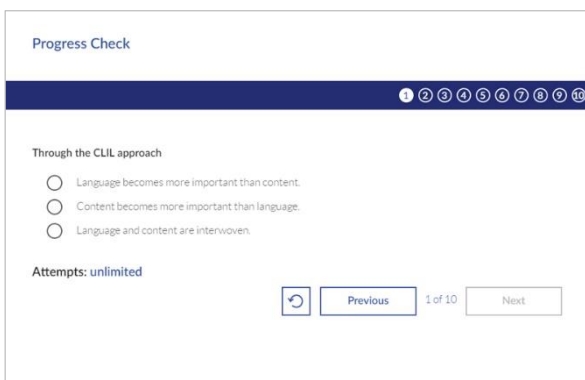 Progress Check
1 2 3 4 5 6 7 8 9 10
Through the CLIL approach
Language becomes more important than content.
Content becomes more important than language.
Language and content are interwoven.
Attempts: unlimited
Previous 1 of 10 Next